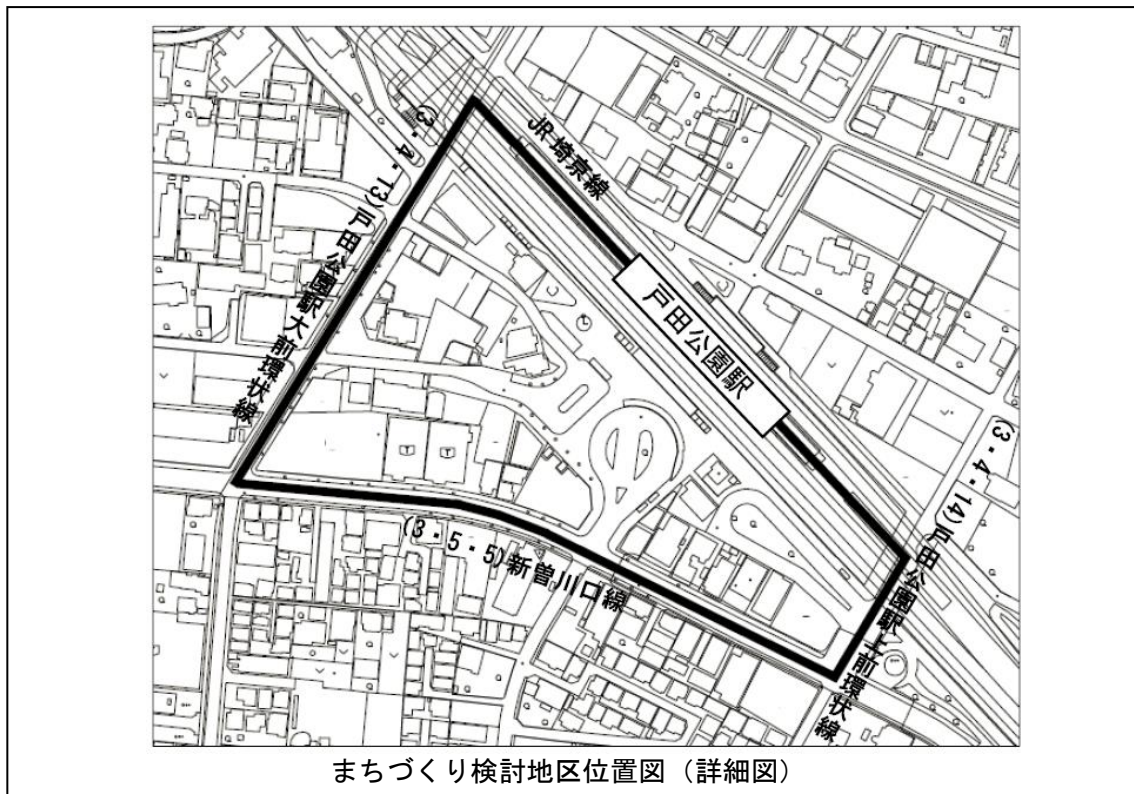 JR埼京線
(3・4・13)戸田公園駅大前環状線
戸田公園駅
(3・4・14)戸田公園駅上前環状線
(3・5・5)新曽川口線
T
T
まちづくり検討地区位置図（詳細図）